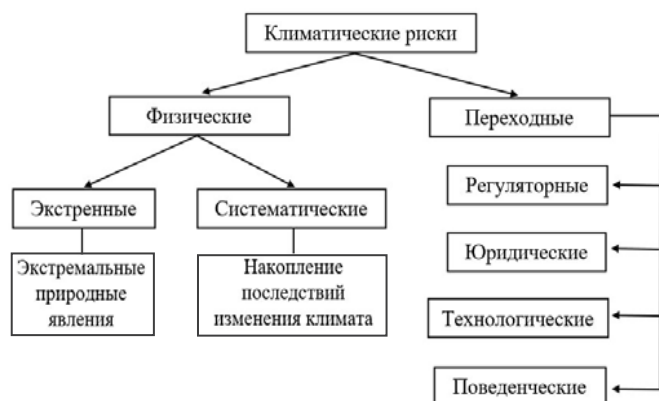 Климатические риски
Физические
Переходные
Экстренные
Систематические
Экстремальные
природные
явления
Накопление
последствий
изменения климата
Регуляторные
Юридические
Технологические
Поведенческие